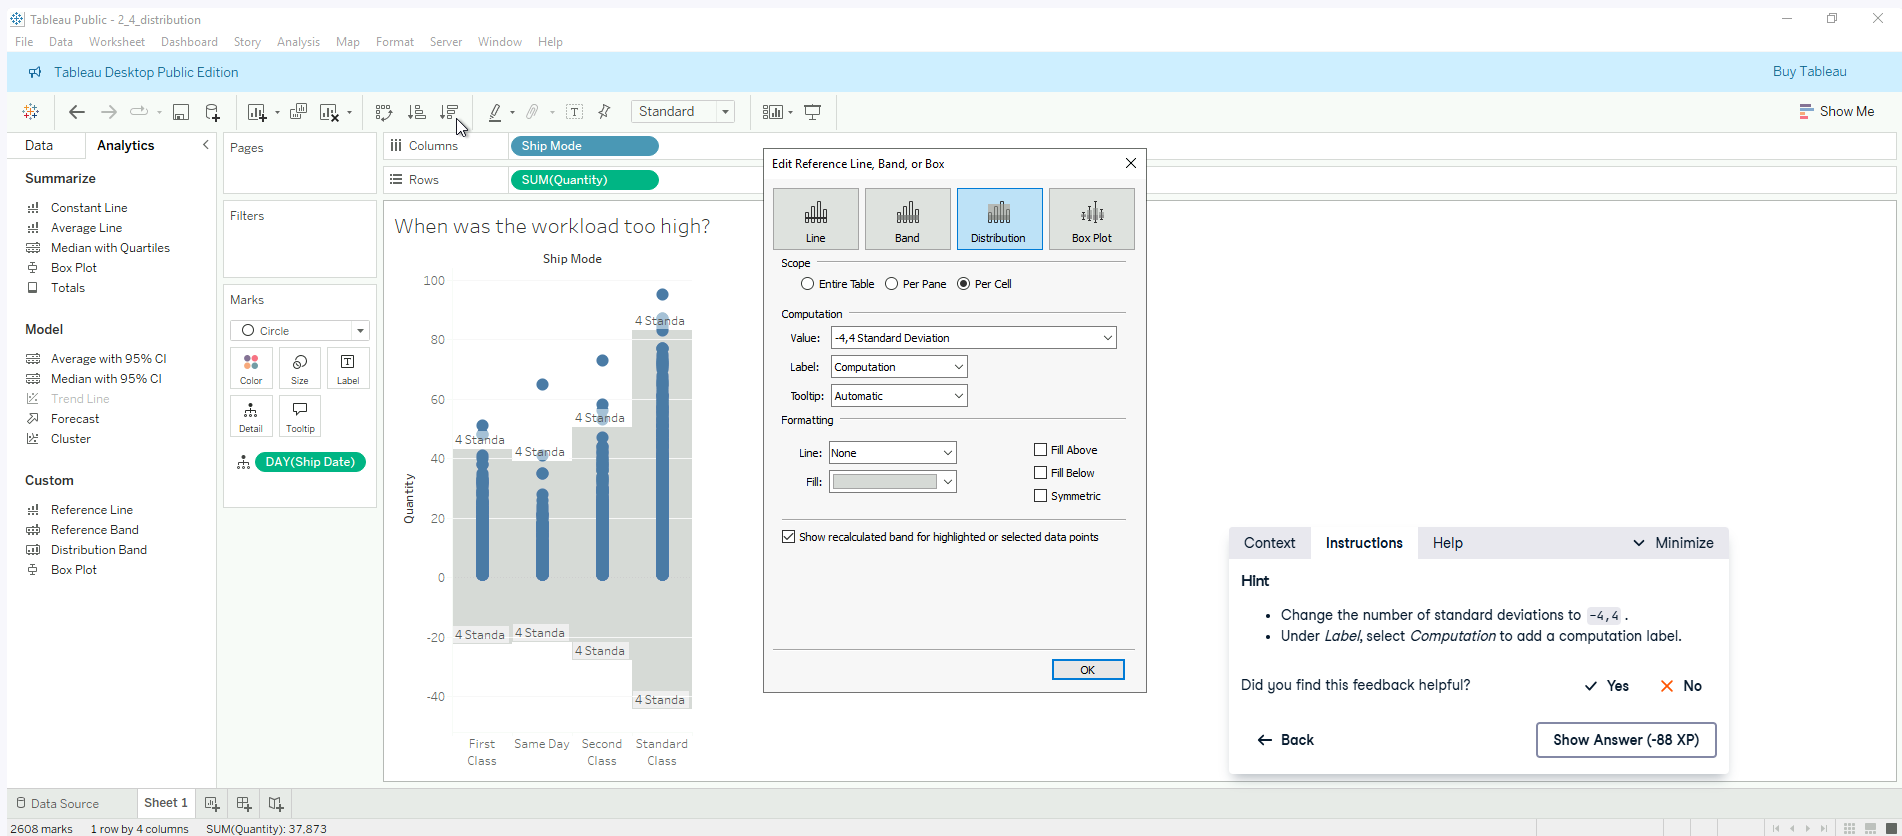 Tableau Public - 2_4_distribution
File Data Worksheet Dashboard Story Analysis Map Format Server Window Help
Tableau Desktop Public Edition
Buy Tableau
Standard
Show Me
Data
Analytics
Summarize
Constant Line
Average Line
Median with Quartiles
Box Plot
Totals
Model
Average with 95% CI
Median with 95% CI
Trend Line
Forecast
Cluster
Custom
Reference Line
Reference Band
Distribution Band
Box Plot
Pages
Filters
Marks
Circle
Color Size Label
Detail Tooltip
DAY(Ship Date)
Columns Ship Mode
Rows SUM(Quantity)
When was the workload too high?
Ship Mode
100
80
60
40
20
0
-20
-40
Quantity
4 Standa
4 Standa
4 Standa
4 Standa
4 Standa
4 Standa
4 Standa
4 Standa
First Class
Same Day
Second Class
Standard Class
Edit Reference Line, Band, or Box
Line Band Distribution Box Plot
Scope
Entire Table Per Pane Per Cell
Computation
Value: -4,4 Standard Deviation
Label: Computation
Tooltip: Automatic
Formatting
Line: None
Fill:
Fill Above
Fill Below
Symmetric
Show recalculated band for highlighted or selected data points
OK
Context Instructions Help Minimize
Hint
• Change the number of standard deviations to -4,4 .
• Under Label, select Computation to add a computation label.
Did you find this feedback helpful? Yes No
Back
Show Answer (-88 XP)
Data Source Sheet 1
2608 marks 1 row by 4 columns SUM(Quantity): 37,873